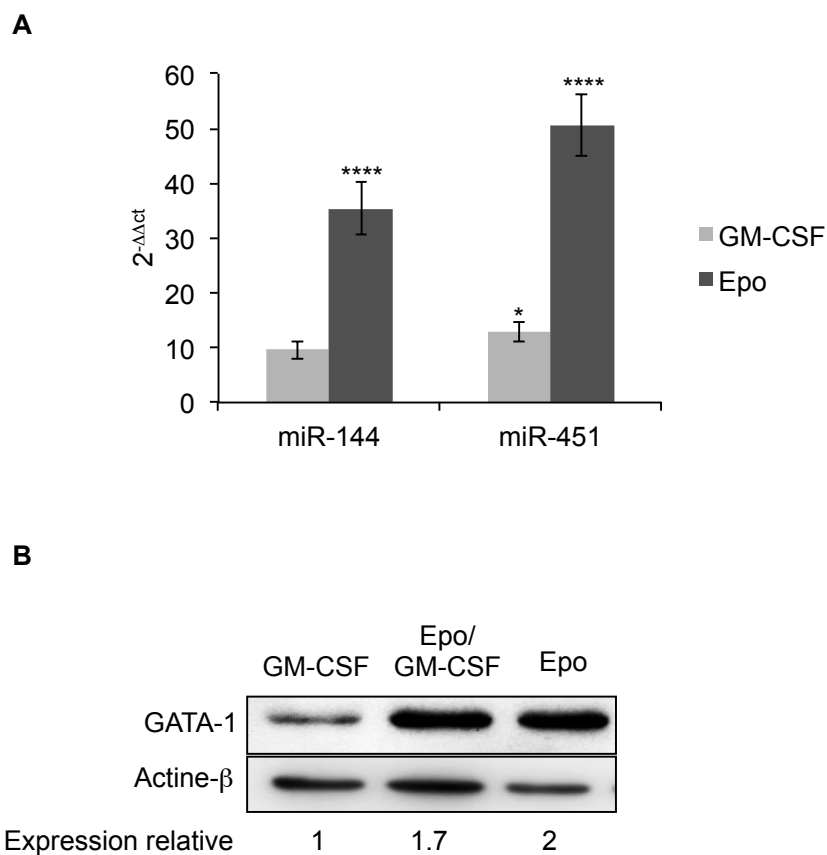 A
60
50
40
30
20
10
0
2-ΔΔct
****
*
****
miR-144
miR-451
GM-CSF
Epo
B
GM-CSF
Epo/
GM-CSF
Epo
GATA-1
Actine-β
Expression relative 1 1.7 2